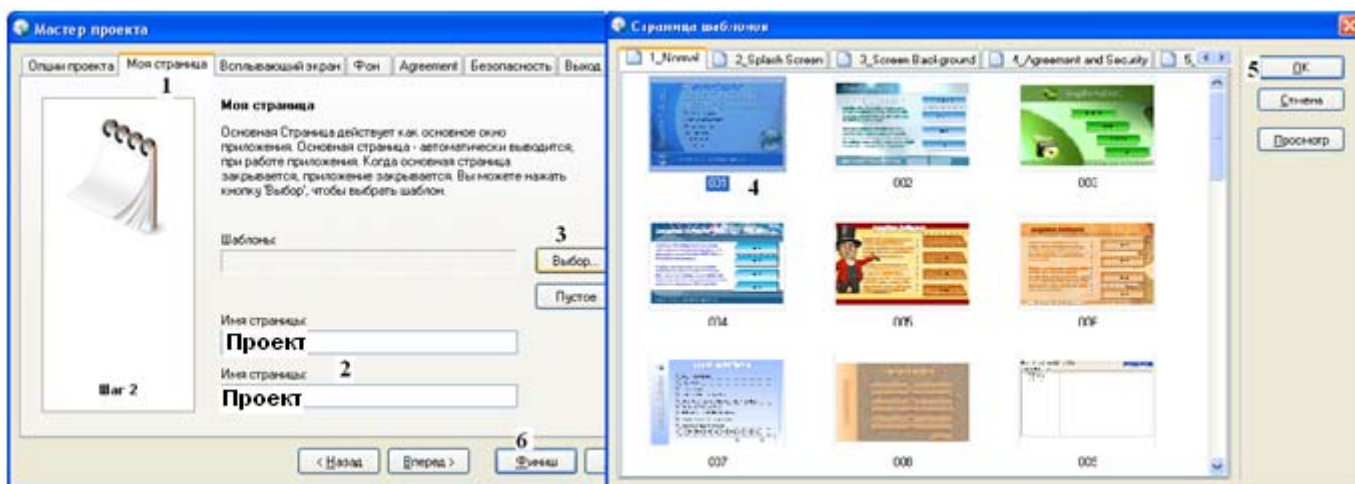 Мастер проекта
Опции проекта Моя страница Всплывающий экран Фон Agreement Безопасность Выход
1
Моя страница
Основная Страница действует как основное окно
приложения. Основная страница - автоматически выводится,
при работе приложения. Когда основная страница
закрывается, приложение закрывается. Вы можете нажать
кнопку 'Выбор', чтобы выбрать шаблон.
Шаблоны:
3
Выбор...
Пустое
Имя страницы:
Проект
Имя страницы:
2
Проект
Шаг 2
6
< Назад Вперед > Финиш
Страница шаблонов
1_Normal 2_Splash Screen 3_Screen Background 4_Agreement and Security 5_
5 OK
Отмена
Просмотр
001 4 002 003
004 005 006
007 008 009